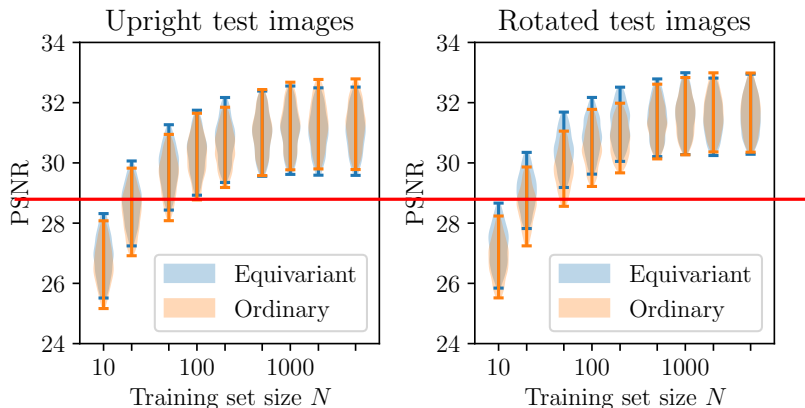 Upright test images
Rotated test images
34
32
30
28
26
24
PSNR
Equivariant
Ordinary
10
100
1000
Training set size N
34
32
30
28
26
24
PSNR
Equivariant
Ordinary
10
100
1000
Training set size N